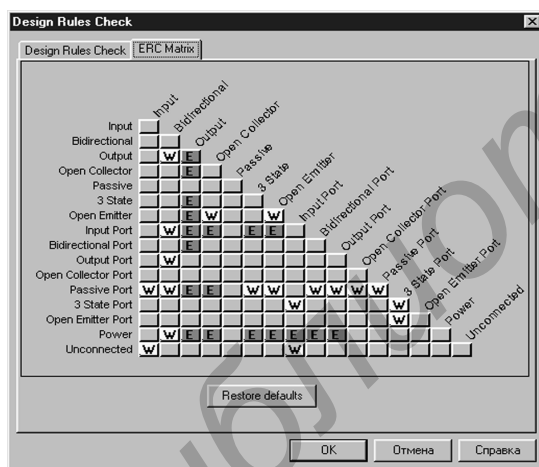 Design Rules Check
Design Rules Check
ERC Matrix
Input
Bidirectional
Output
Open Collector
Passive
3 State
Open Emitter
Input Port
Bidirectional Port
Output Port
Open Collector Port
Passive Port
3 State Port
Open Emitter Port
Power
Unconnected
Input
Bidirectional
Output W E
Open Collector E
Passive
3 State E
Open Emitter E W W
Input Port W E E E E
Bidirectional Port E
Output Port W
Open Collector Port
Passive Port W W E E W W W W W W
3 State Port W W
Open Emitter Port W
Power W E E E E E E E
Unconnected W W
Restore defaults
OK
Отмена
Справка